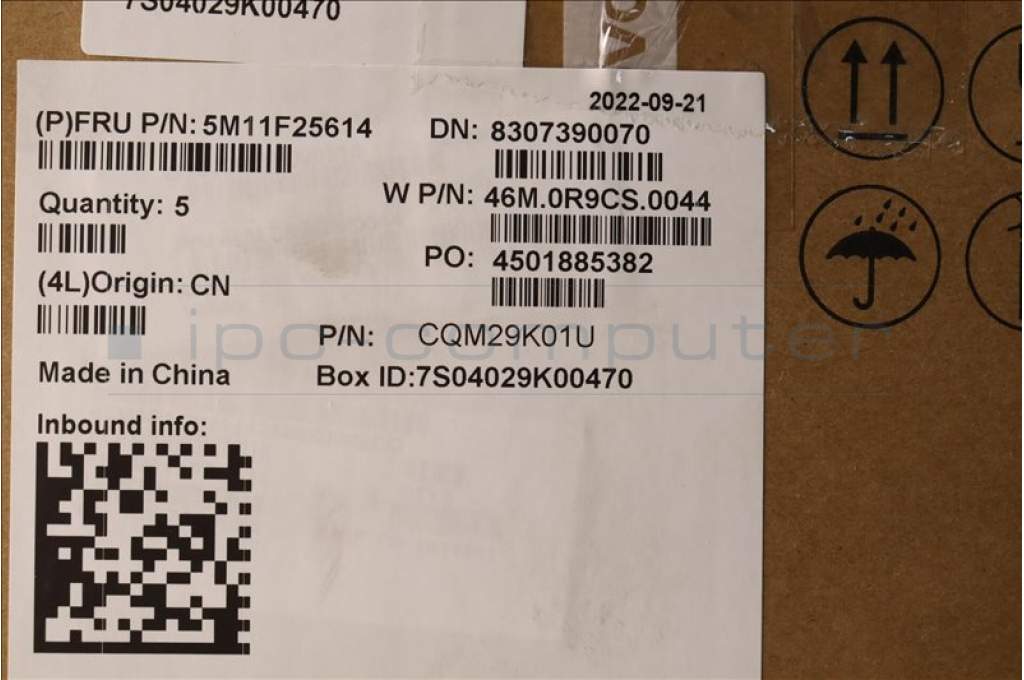 7S04029K00470
2022-09-21
(P)FRU P/N: 5M11F25614
DN: 8307390070
W P/N: 46M.0R9CS.0044
Quantity: 5
PO: 4501885382
(4L)Origin: CN
P/N: CQM29K01U
ipc-computer
Made in China
Box ID:7S04029K00470
Inbound info: